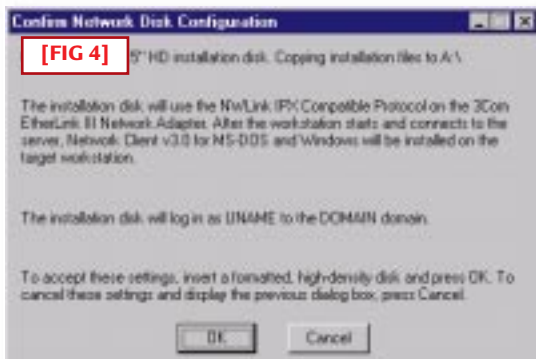 Confirm Network Disk Configuration
[FIG 4] 5" HD installation disk. Copying installation files to A:\
The installation disk will use the NWLink IPX Compatible Protocol on the 3Com
EtherLink III Network Adapter. After the workstation starts and connects to the
server, Network Client v3.0 for MS-DOS and Windows will be installed on the
target workstation.
The installation disk will log in as UNAME to the DOMAIN domain.
To accept these settings, insert a formatted, high-density disk and press OK. To
cancel these settings and display the previous dialog box, press Cancel.
OK Cancel